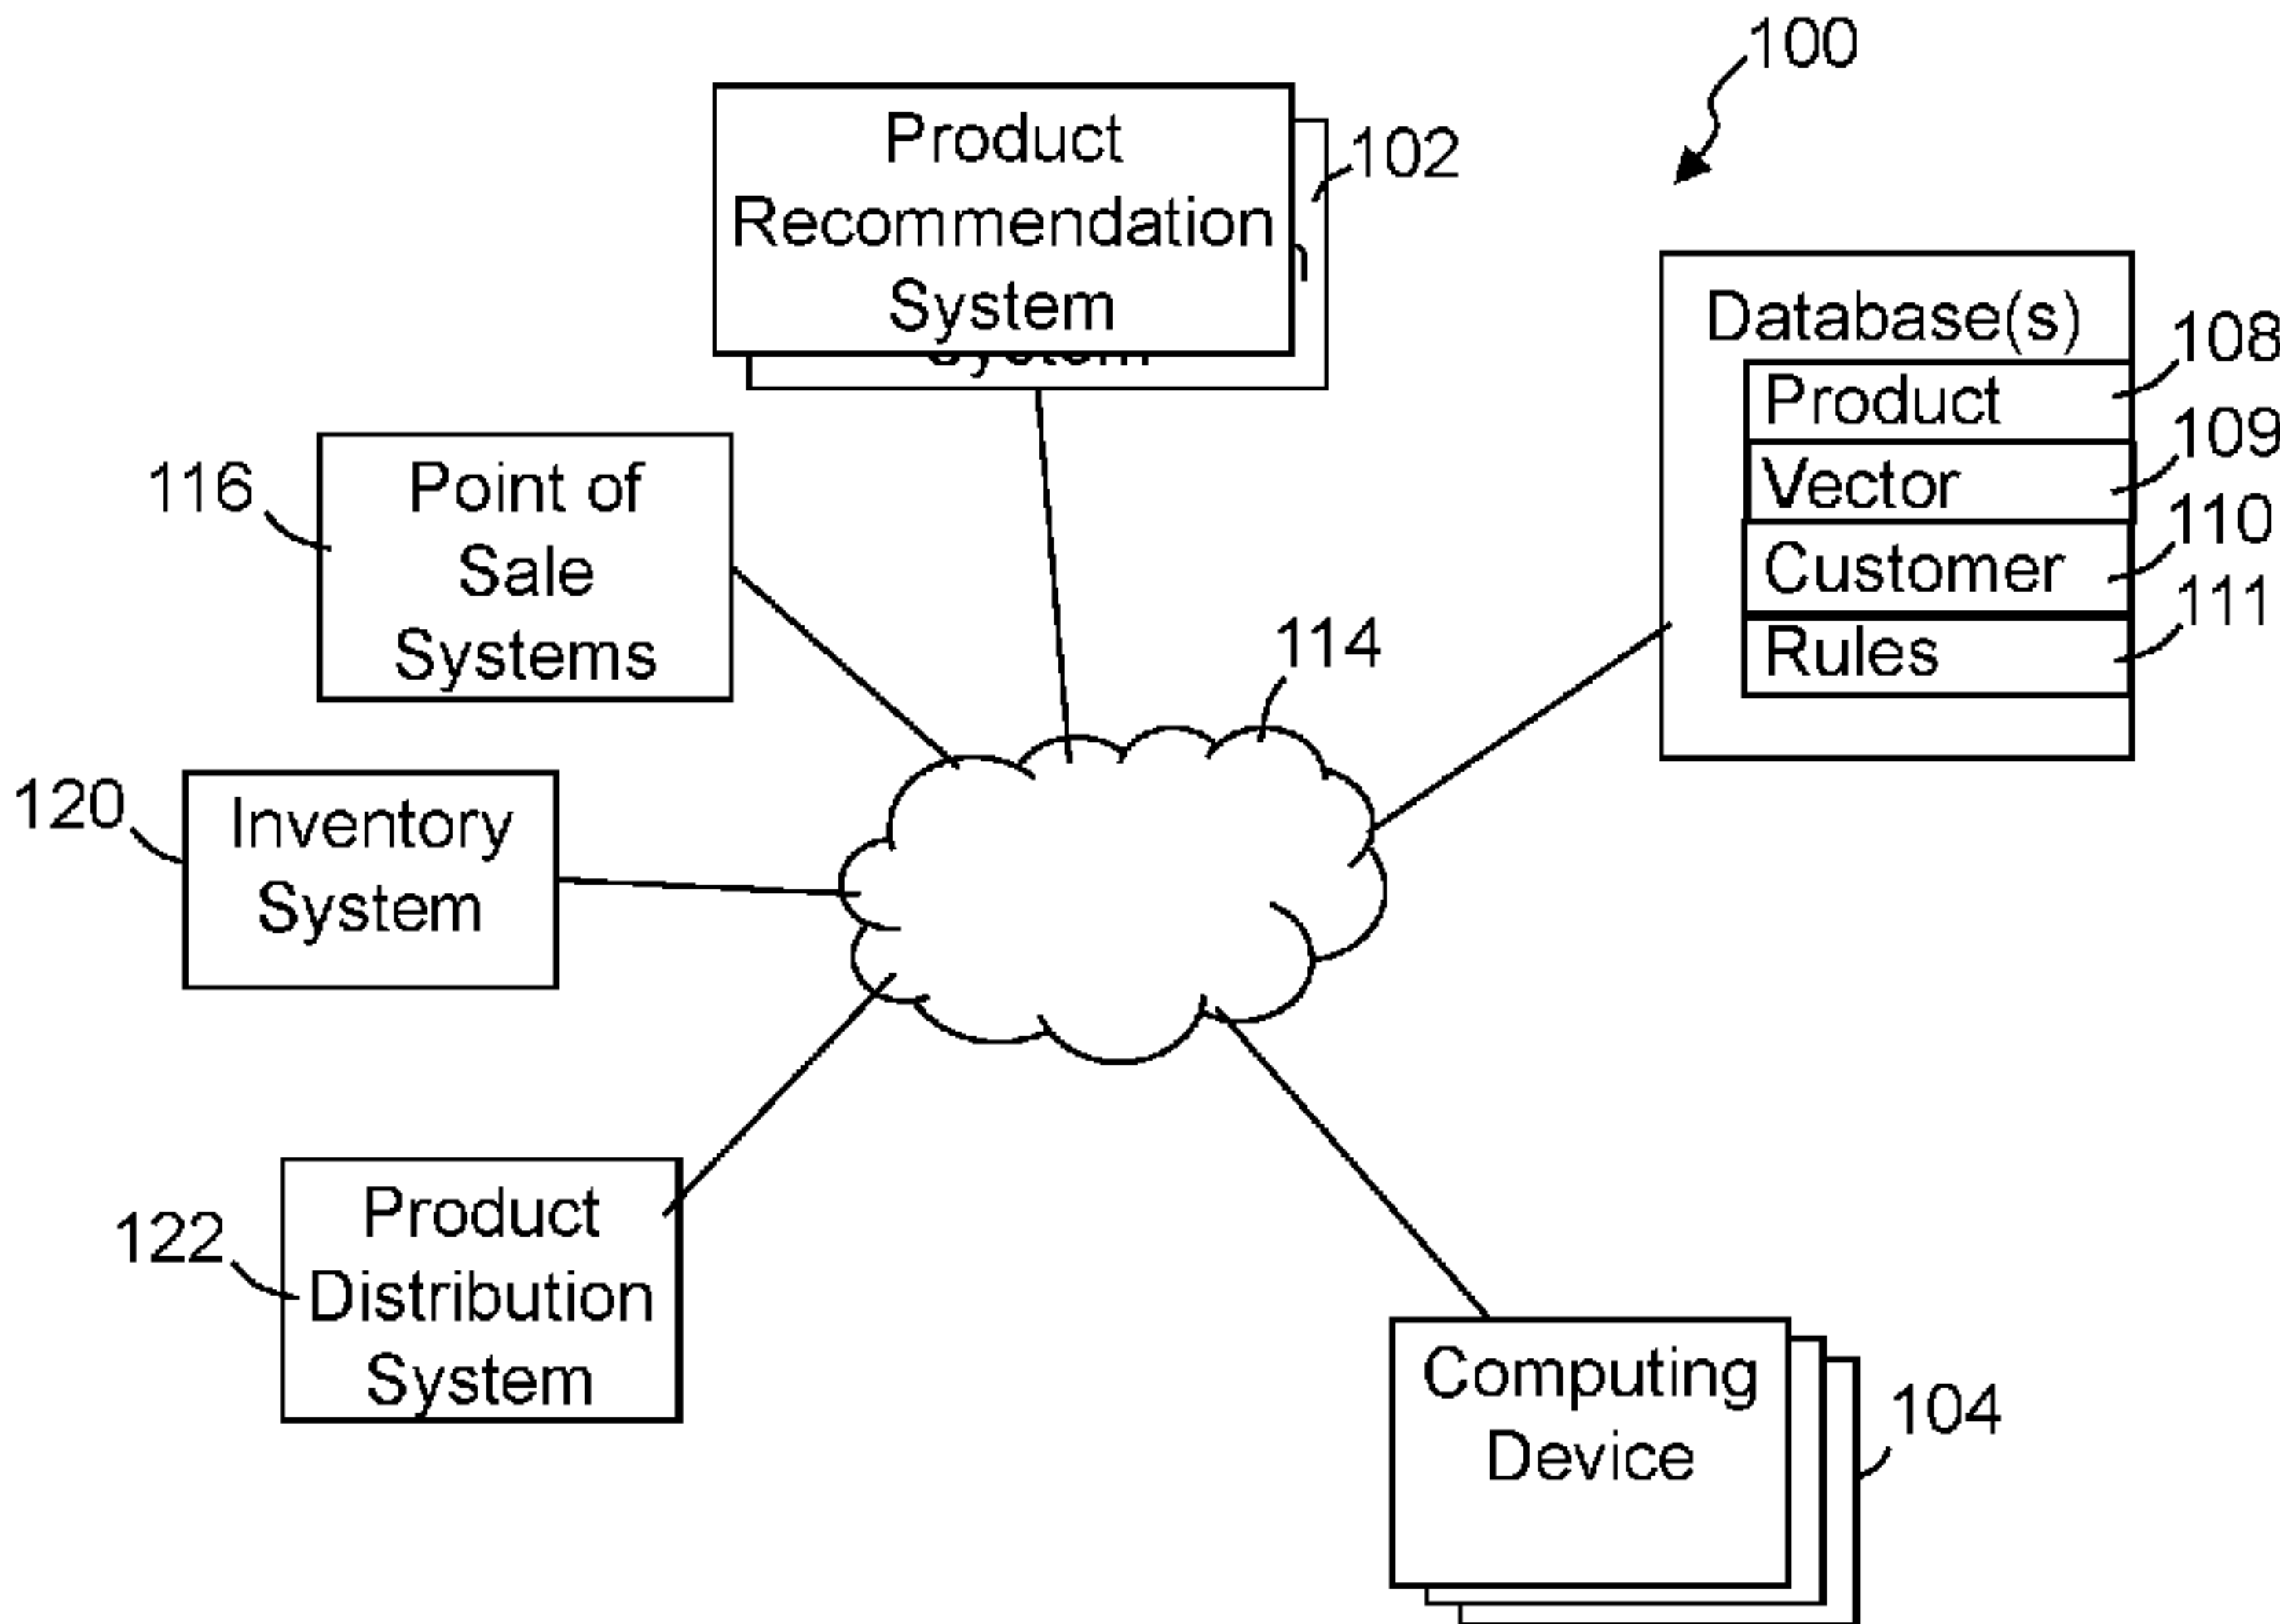 100
Product
Recommendation
System
102
Database(s)
Product
108
Vector
109
Customer
110
Rules
111
116
Point of
Sale
Systems
114
120
Inventory
System
122
Product
Distribution
System
Computing
Device
104